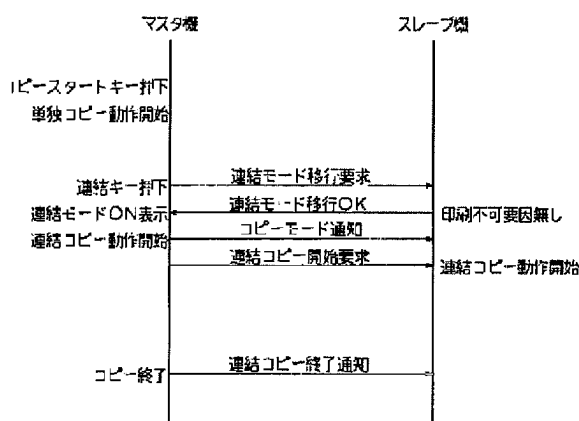 マスタ機 スレーブ機
コピースタートキー押下
単独コピー動作開始
連結モード移行要求
連結キー押下
連結モード移行OK
連結モードON表示 印刷不可要因無し
コピーモード通知
連結コピー動作開始
連結コピー開始要求
連結コピー動作開始
連結コピー終了通知
コピー終了